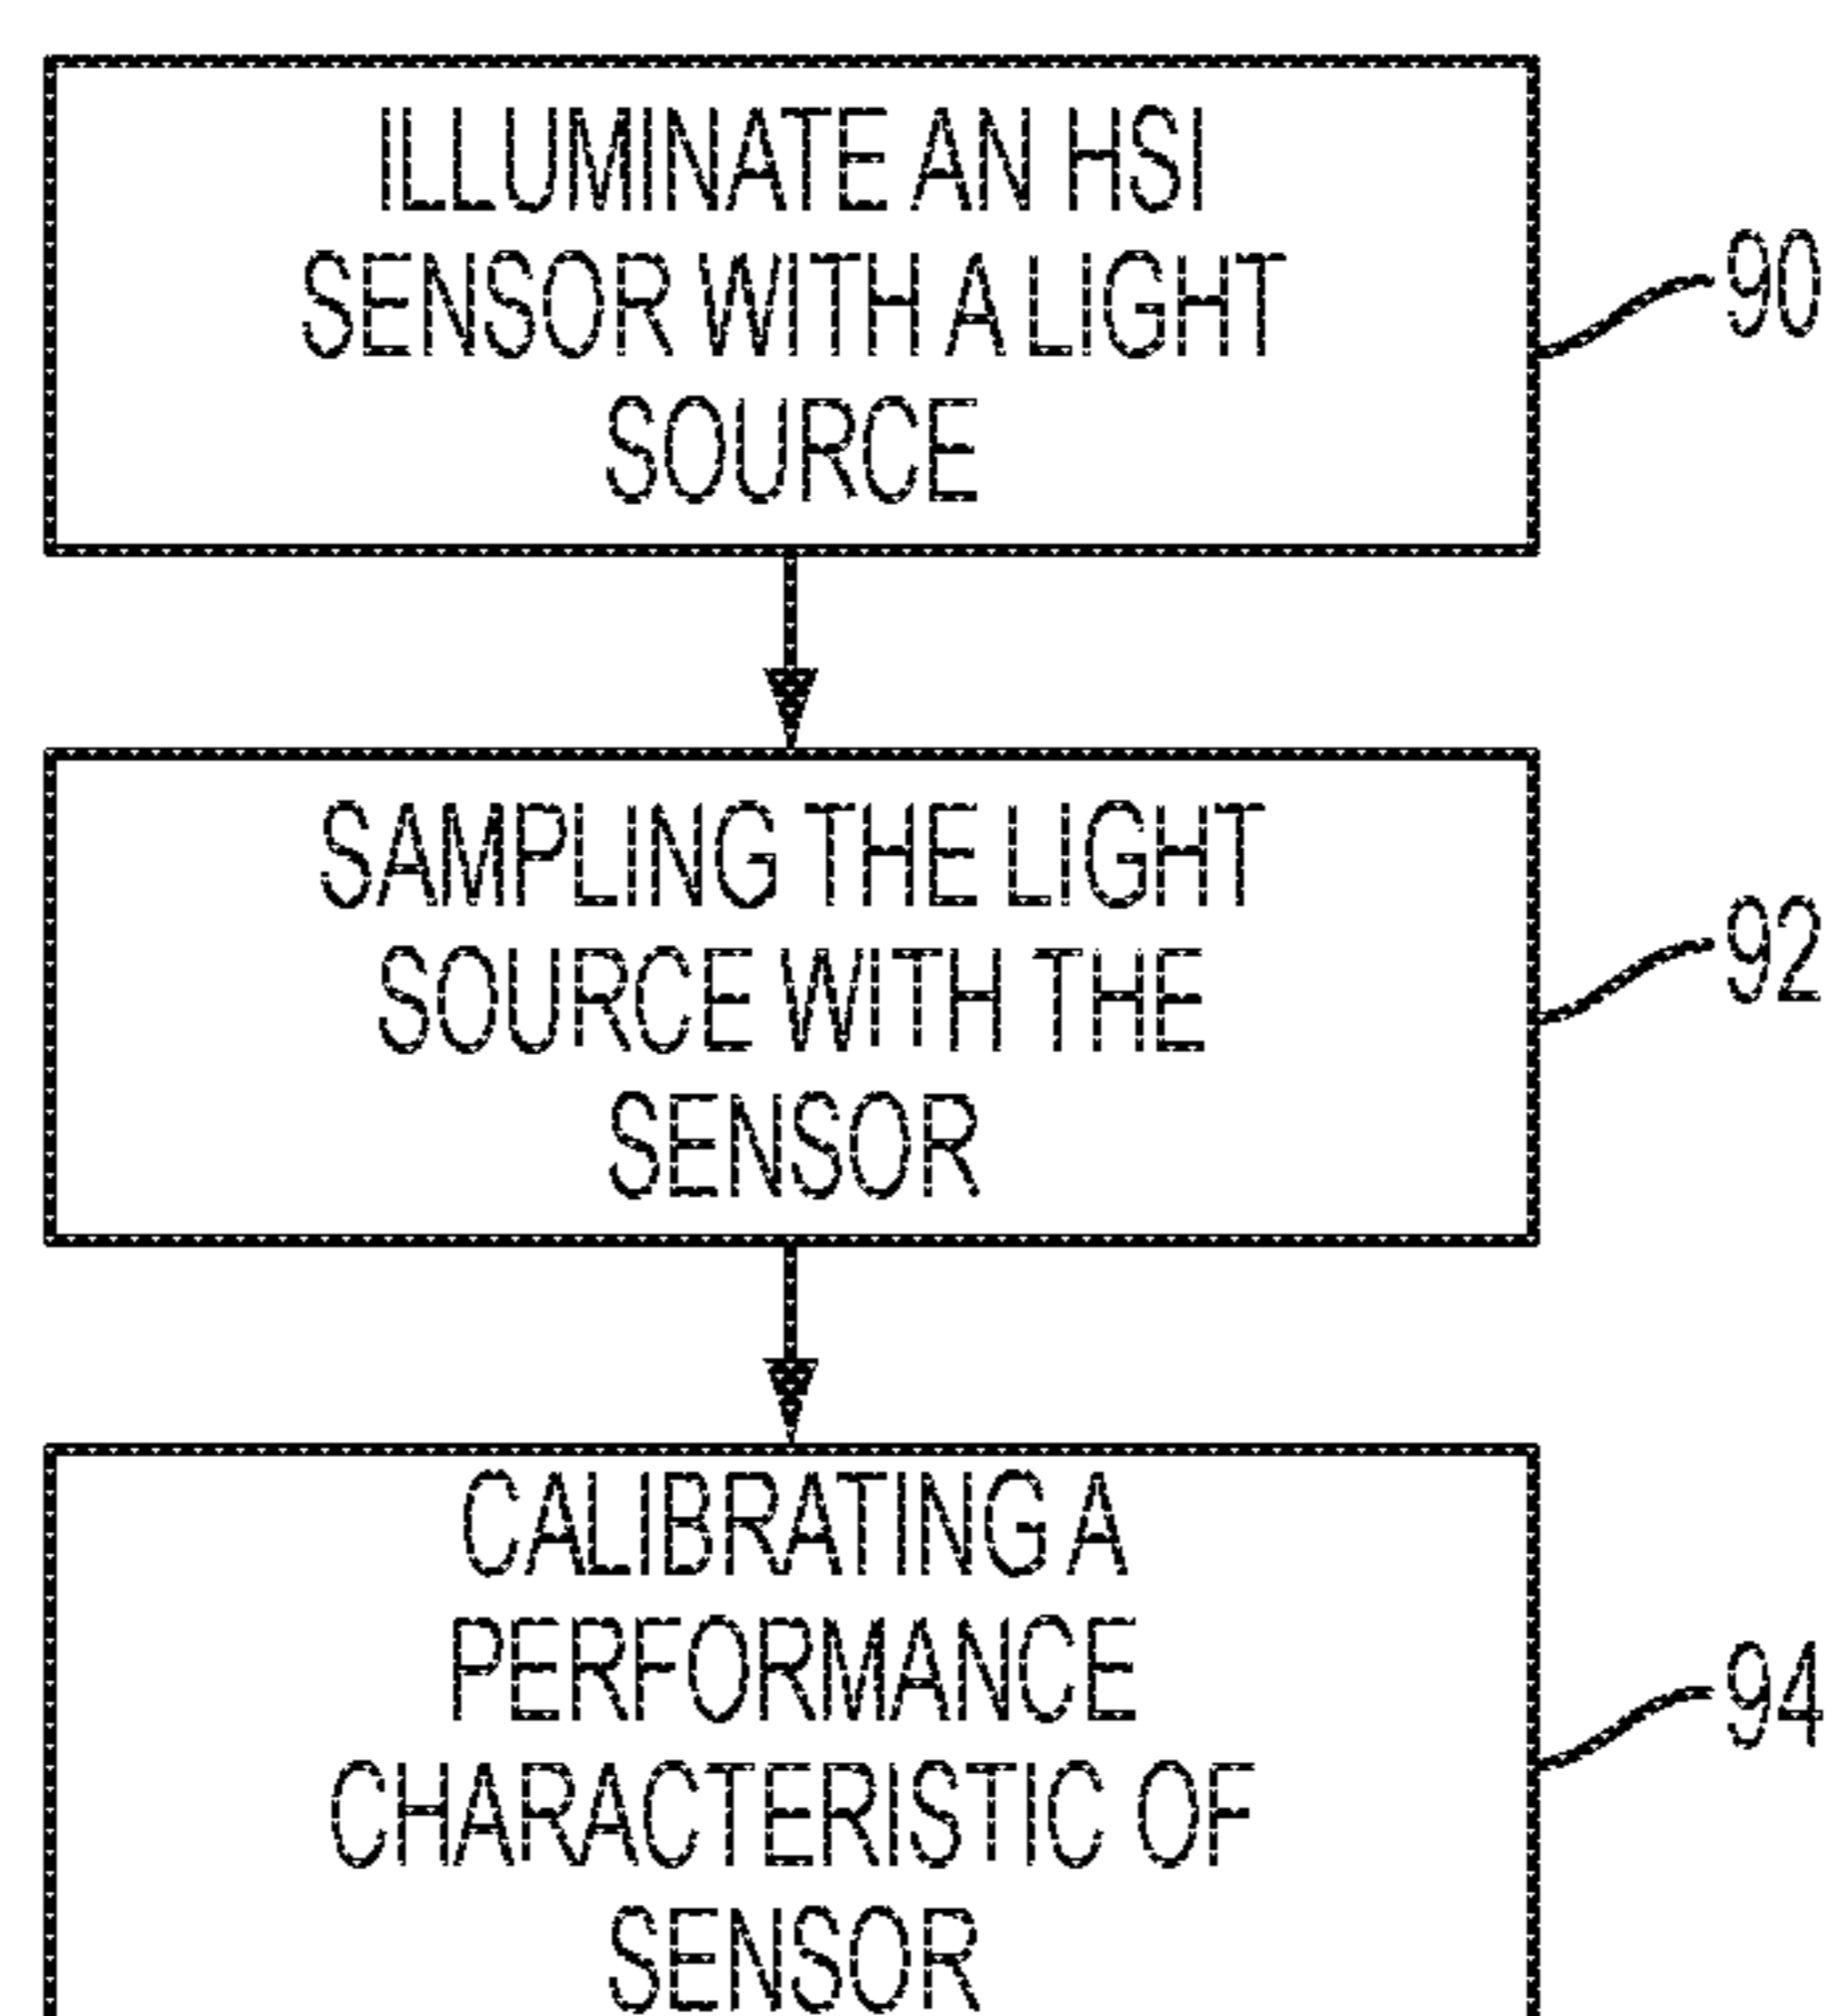 ILLUMINATE AN HSI
SENSOR WITH A LIGHT
SOURCE
90
SAMPLING THE LIGHT
SOURCE WITH THE
SENSOR
92
CALIBRATING A
PERFORMANCE
CHARACTERISTIC OF
SENSOR
94